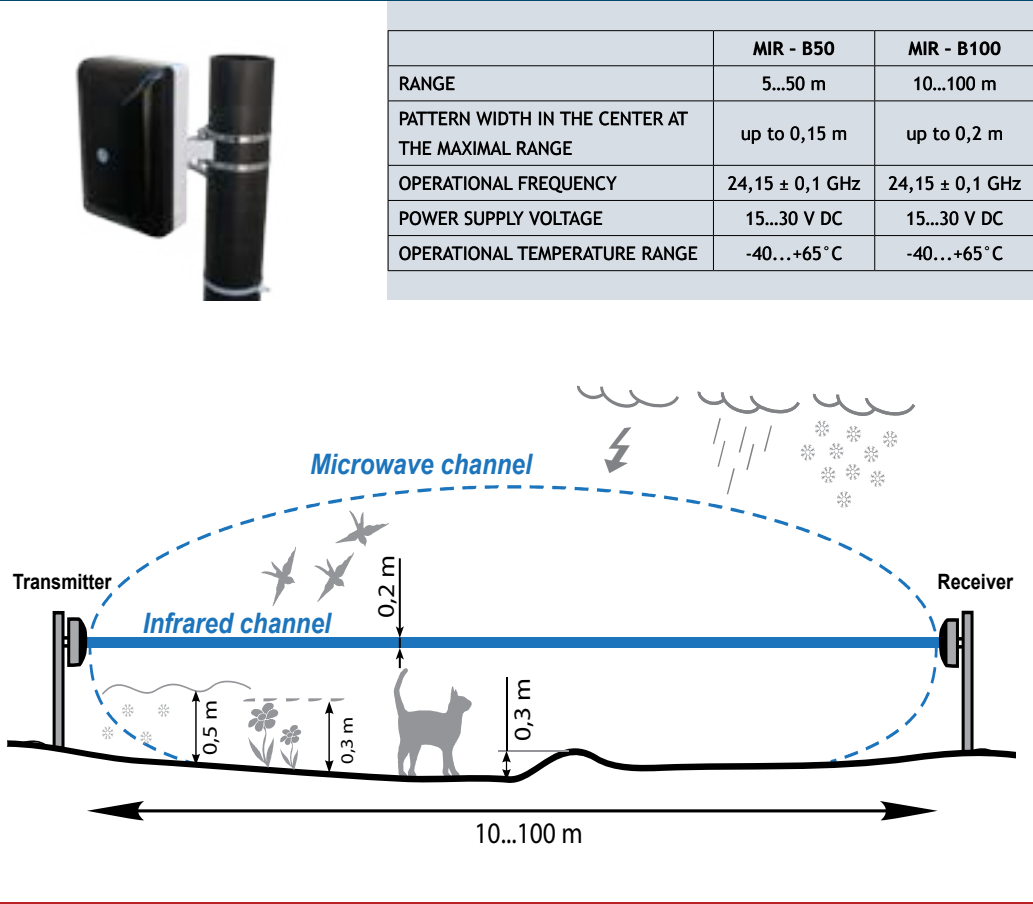 MIR - B50 MIR - B100
RANGE 5...50 m 10...100 m
PATTERN WIDTH IN THE CENTER AT
THE MAXIMAL RANGE up to 0,15 m up to 0,2 m
OPERATIONAL FREQUENCY 24,15 ± 0,1 GHz 24,15 ± 0,1 GHz
POWER SUPPLY VOLTAGE 15...30 V DC 15...30 V DC
OPERATIONAL TEMPERATURE RANGE -40...+65˚C -40...+65˚C
Microwave channel
Transmitter
Receiver
0,2 m
Infrared channel
0,5 m
0,3 m
0,3 m
10...100 m